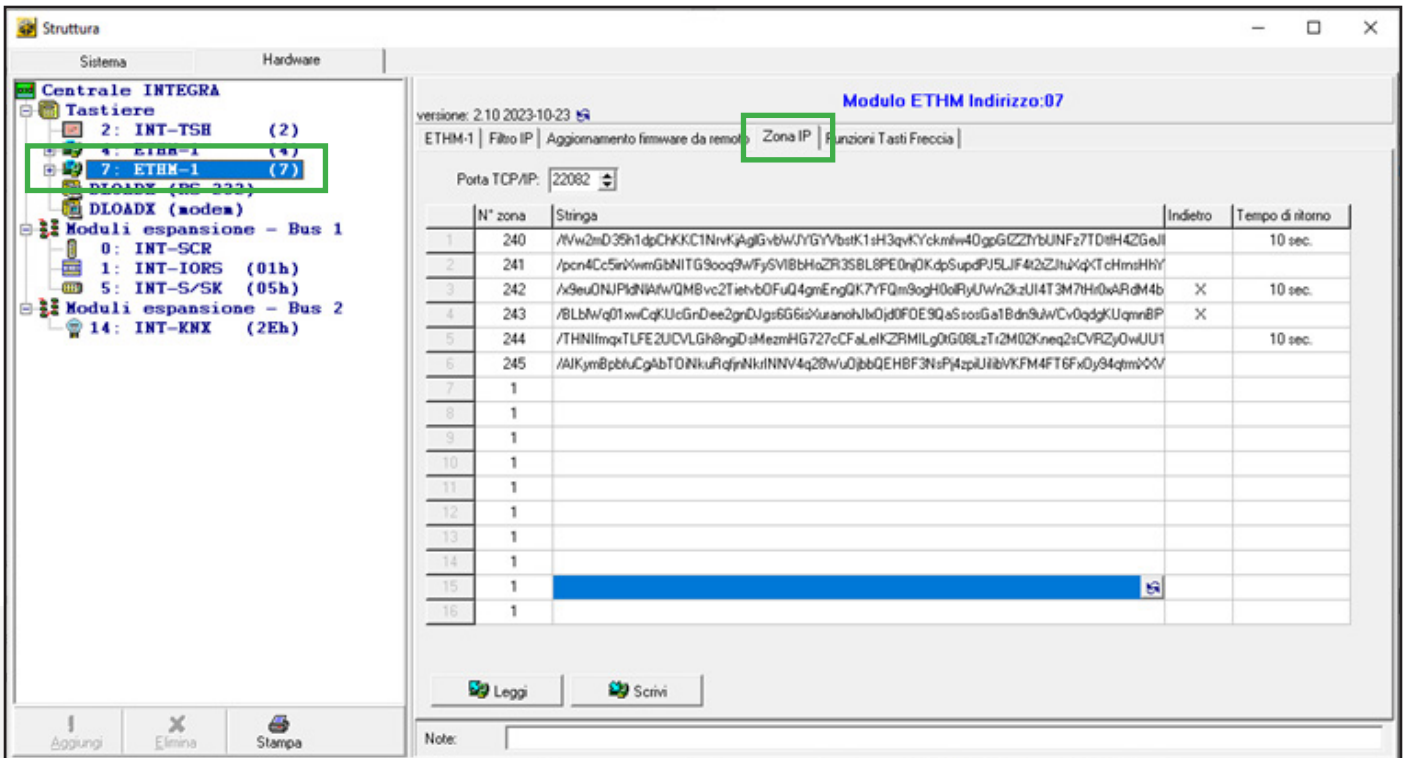 Struttura
Sistema Hardware
Centrale INTEGRA
Tastiere
2: INT-TSH (2)
4: ETHM-1 (4)
7: ETHM-1 (7)
DLOADX (RS-232)
DLOADX (modem)
Moduli espansione - Bus 1
0: INT-SCR
1: INT-IORS (01h)
5: INT-S/SK (05h)
Moduli espansione - Bus 2
14: INT-KNX (2Eh)
Aggiungi Elimina Stampa
Modulo ETHM Indirizzo:07
versione: 2.10 2023-10-23
ETHM-1 Filtro IP Aggiornamento firmware da remoto Zona IP Funzioni Tasti Freccia
Porta TCP/IP: 22082
N° zona Stringa Indietro Tempo di ritorno
1 240 10 sec.
2 241
3 242 X 10 sec.
4 243 X
5 244 10 sec.
6 245
7 1
8 1
9 1
10 1
11 1
12 1
13 1
14 1
15 1
16 1
Leggi Scrivi
Note: